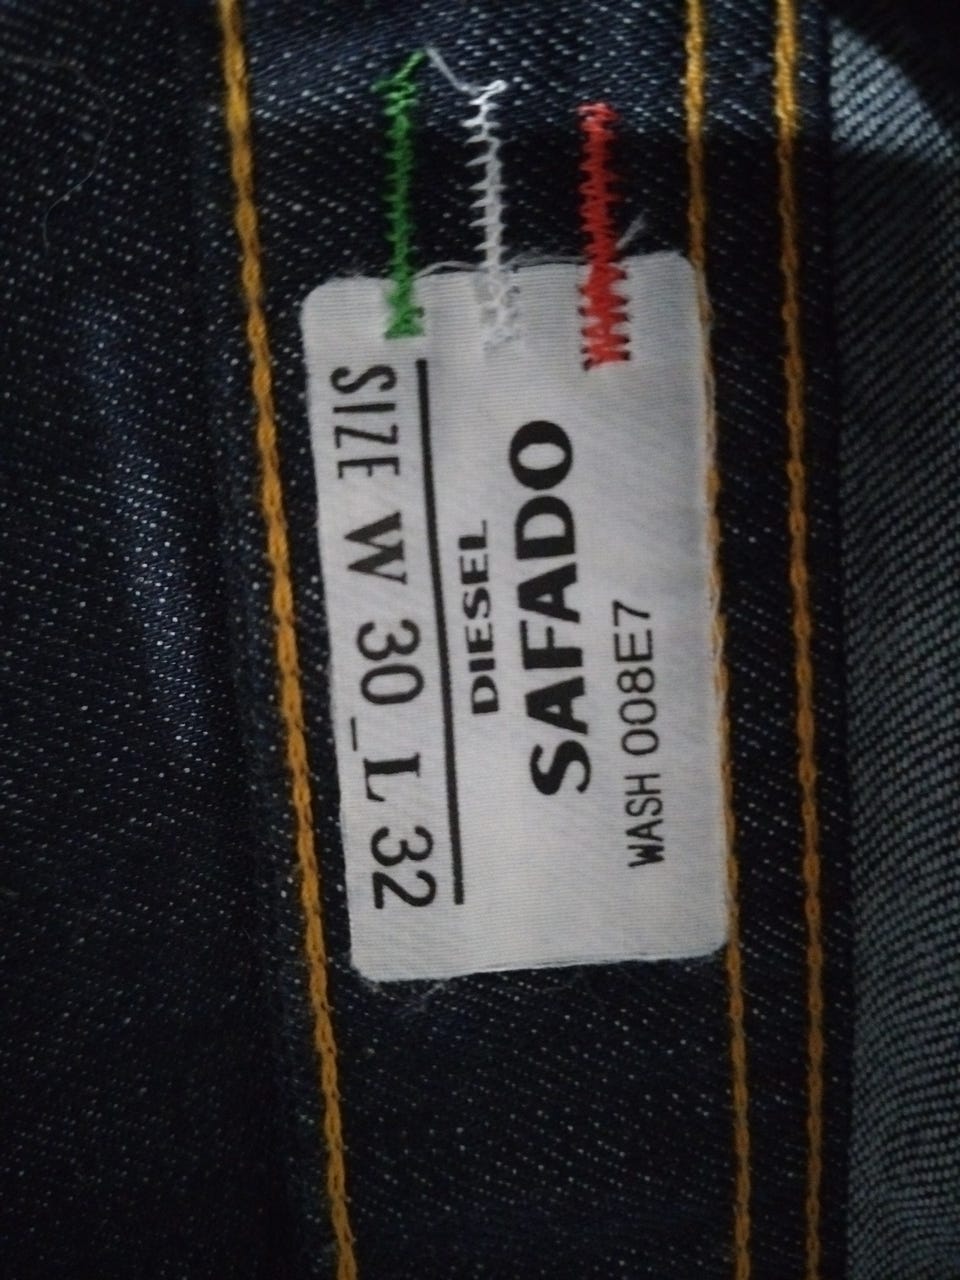 SIZE W 30_L 32
DIESEL
SAFADO
WASH 008E7